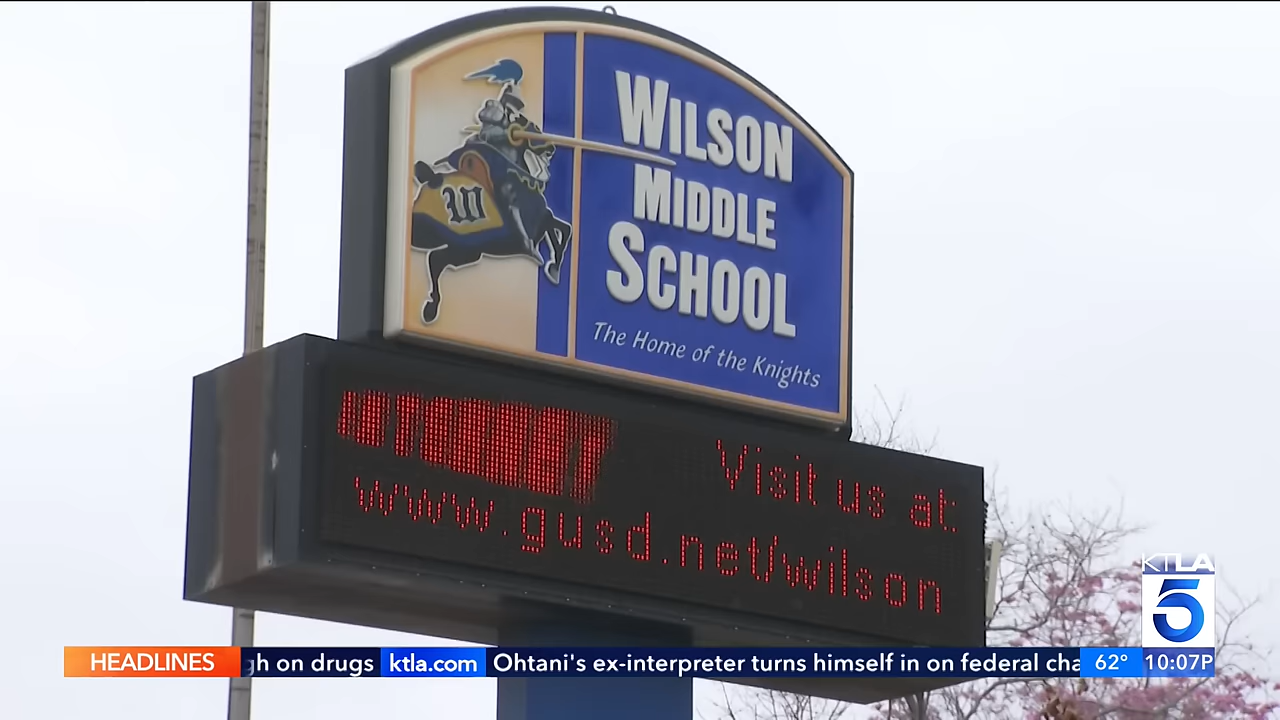 WILSON
MIDDLE
SCHOOL
The Home of the Knights
W
Visit us at
www.gusd.net/wilson
KTLA
5
HEADLINES gh on drugs ktla.com Ohtani's ex-interpreter turns himself in on federal cha 62° 10:07P